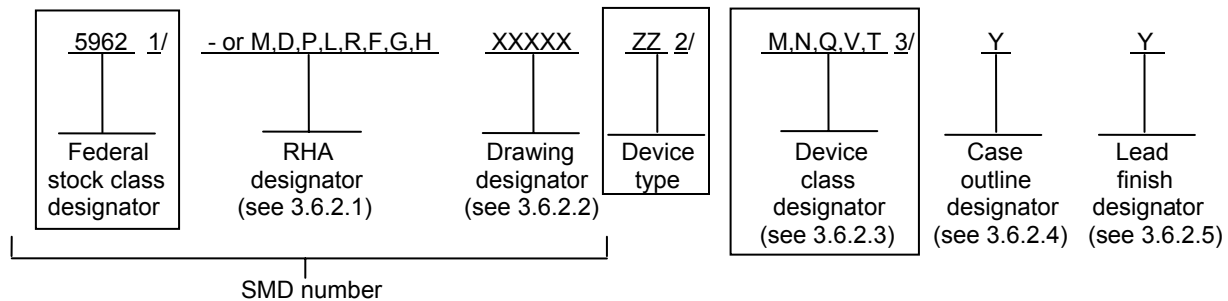 5962 1/ - or M,D,P,L,R,F,G,H XXXXX ZZ 2/ M,N,Q,V,T 3/ Y Y
Federal RHA Drawing Device Device Case Lead
stock class designator designator type class outline finish
designator (see 3.6.2.1) (see 3.6.2.2) designator designator designator
(see 3.6.2.3) (see 3.6.2.4) (see 3.6.2.5)
SMD number